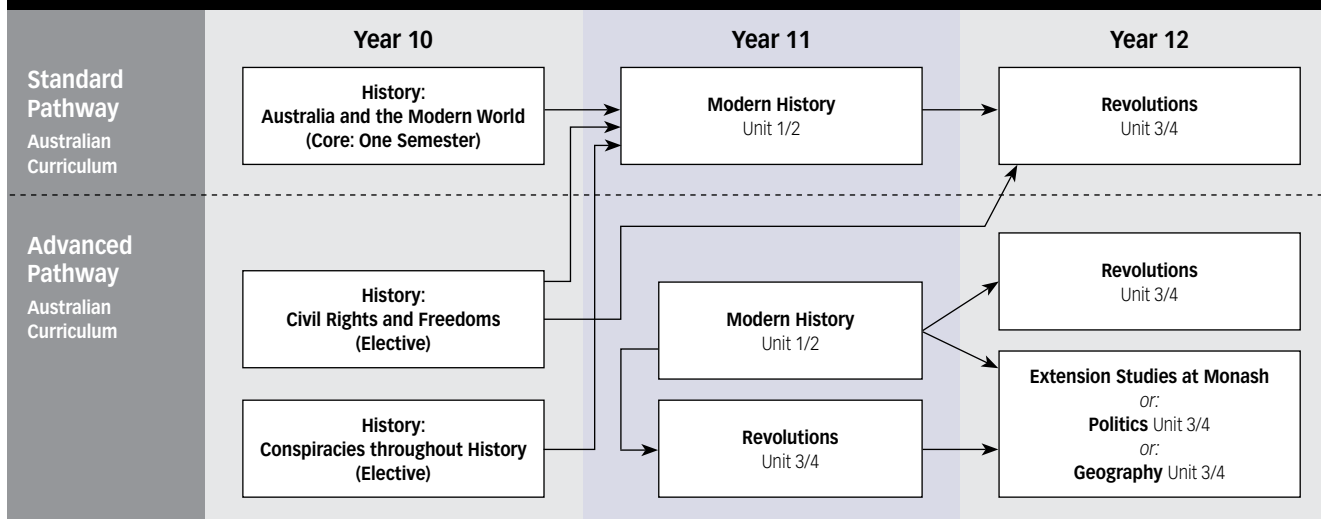 Year 10
Year 11
Year 12
Standard
Pathway
Australian
Curriculum
History:
Australia and the Modern World
(Core: One Semester)
Modern History
Unit 1/2
Revolutions
Unit 3/4
Advanced
Pathway
Australian
Curriculum
History:
Civil Rights and Freedoms
(Elective)
History:
Conspiracies throughout History
(Elective)
Modern History
Unit 1/2
Revolutions
Unit 3/4
Revolutions
Unit 3/4
Extension Studies at Monash
or:
Politics Unit 3/4
or:
Geography Unit 3/4